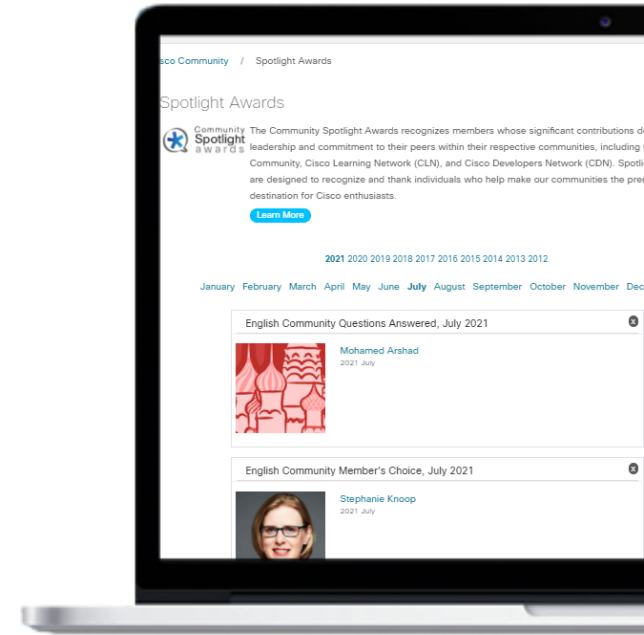 sco Community / Spotlight Awards
Spotlight Awards
Community
Spotlight
awards
The Community Spotlight Awards recognizes members whose significant contributions
leadership and commitment to their peers within their respective communities, including
Community, Cisco Learning Network (CLN), and Cisco Developers Network (CDN).
are designed to recognize and thank individuals who help make our communities the
destination for Cisco enthusiasts.
Learn More
2021 2020 2019 2018 2017 2016 2015 2014 2013 2012
January February March April May June July August September October November Dec
English Community Questions Answered, July 2021
x
Mohamed Arshad
2021 July
English Community Member's Choice, July 2021
x
Stephanie Knoop
2021 July